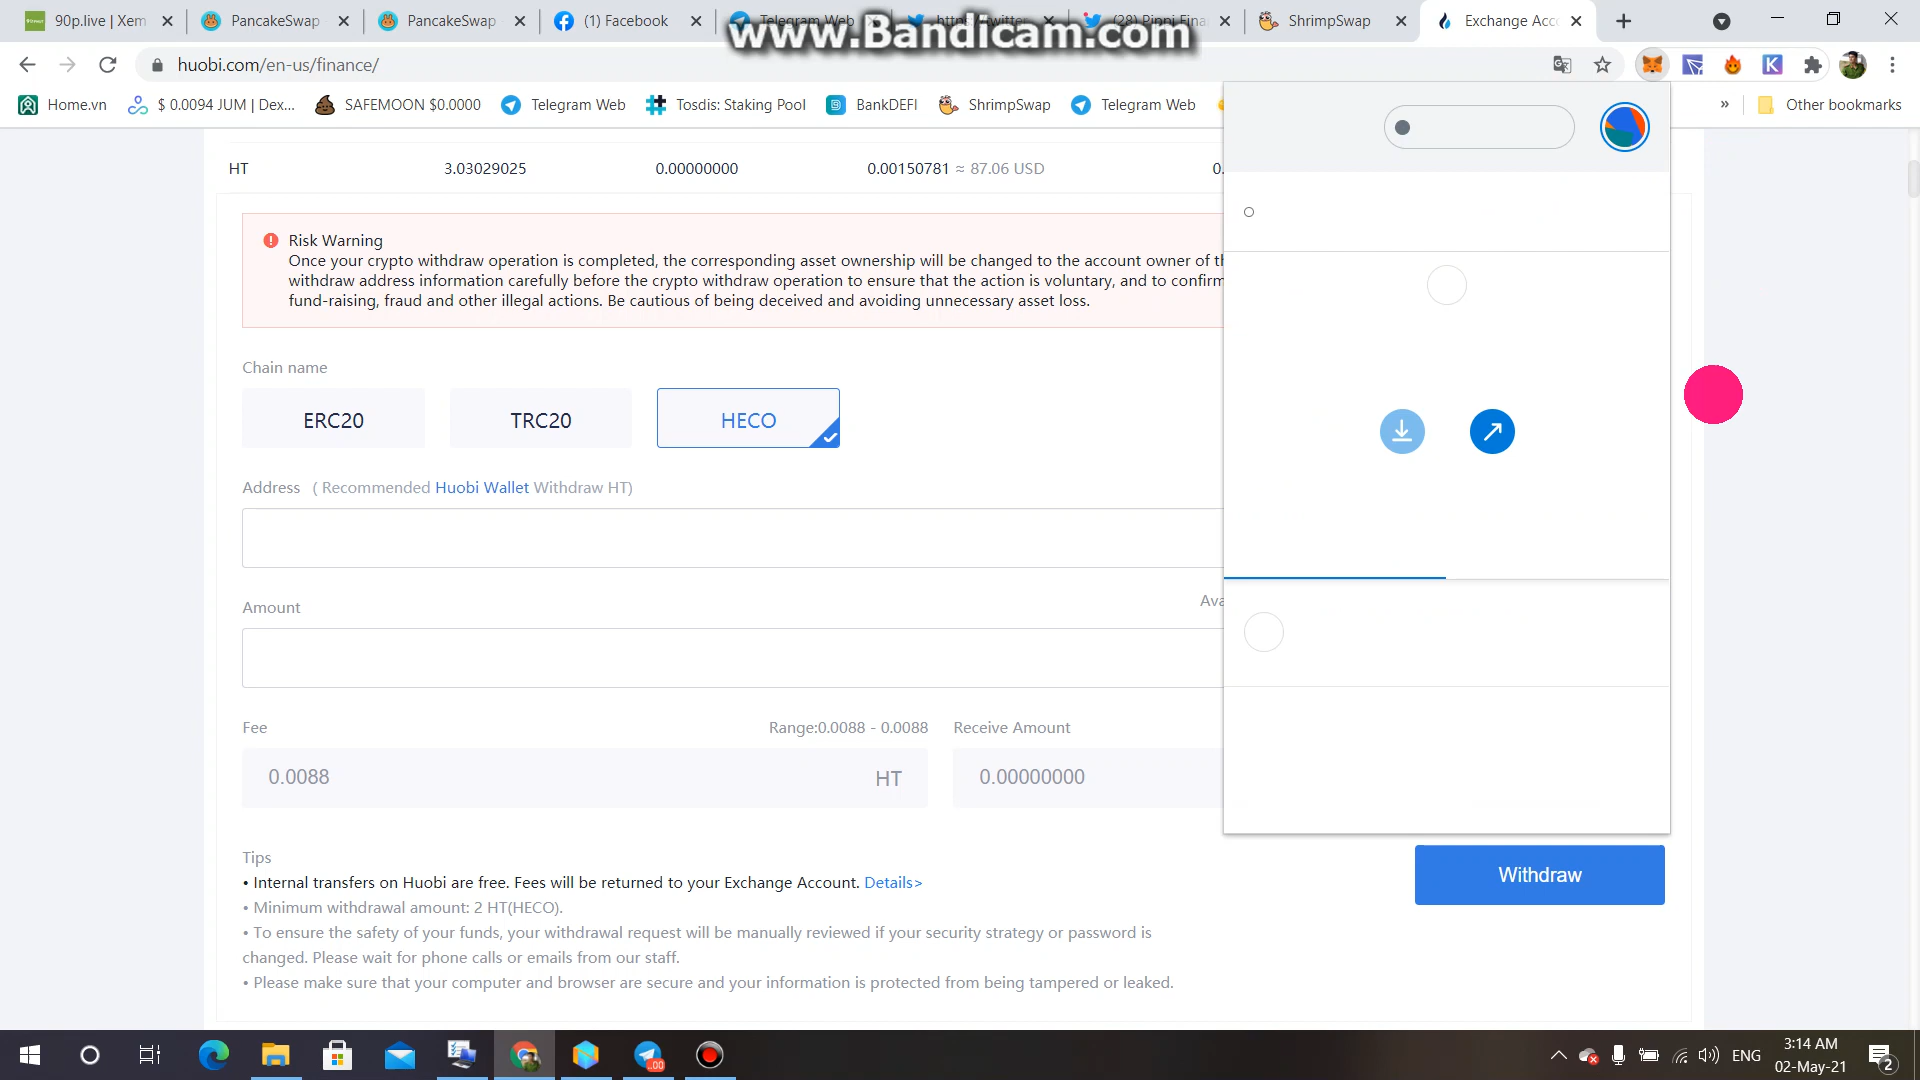 90p.live | Xem
PancakeSwap
PancakeSwap
(1) Facebook
Telegram Web
https://twitter
(28) Pippi Fina
ShrimpSwap
Exchange Acc
www.Bandicam.com
huobi.com/en-us/finance/
Home.vn
$ 0.0094 JUM | Dex...
SAFEMOON $0.0000
Telegram Web
Tosdis: Staking Pool
BankDEFI
ShrimpSwap
Telegram Web
»
Other bookmarks
HT 3.03029025 0.00000000 0.00150781 ≈ 87.06 USD 0.
Risk Warning
Once your crypto withdraw operation is completed, the corresponding asset ownership will be changed to the account owner of th
withdraw address information carefully before the crypto withdraw operation to ensure that the action is voluntary, and to confirm
fund-raising, fraud and other illegal actions. Be cautious of being deceived and avoiding unnecessary asset loss.
Chain name
ERC20 TRC20 HECO
Address ( Recommended Huobi Wallet Withdraw HT)
Amount Ava
Fee Range:0.0088 - 0.0088 Receive Amount
0.0088 HT 0.00000000
Tips
• Internal transfers on Huobi are free. Fees will be returned to your Exchange Account. Details>
Withdraw
• Minimum withdrawal amount: 2 HT(HECO).
• To ensure the safety of your funds, your withdrawal request will be manually reviewed if your security strategy or password is
changed. Please wait for phone calls or emails from our staff.
• Please make sure that your computer and browser are secure and your information is protected from being tampered or leaked.
.00
ENG
3:14 AM
02-May-21
2